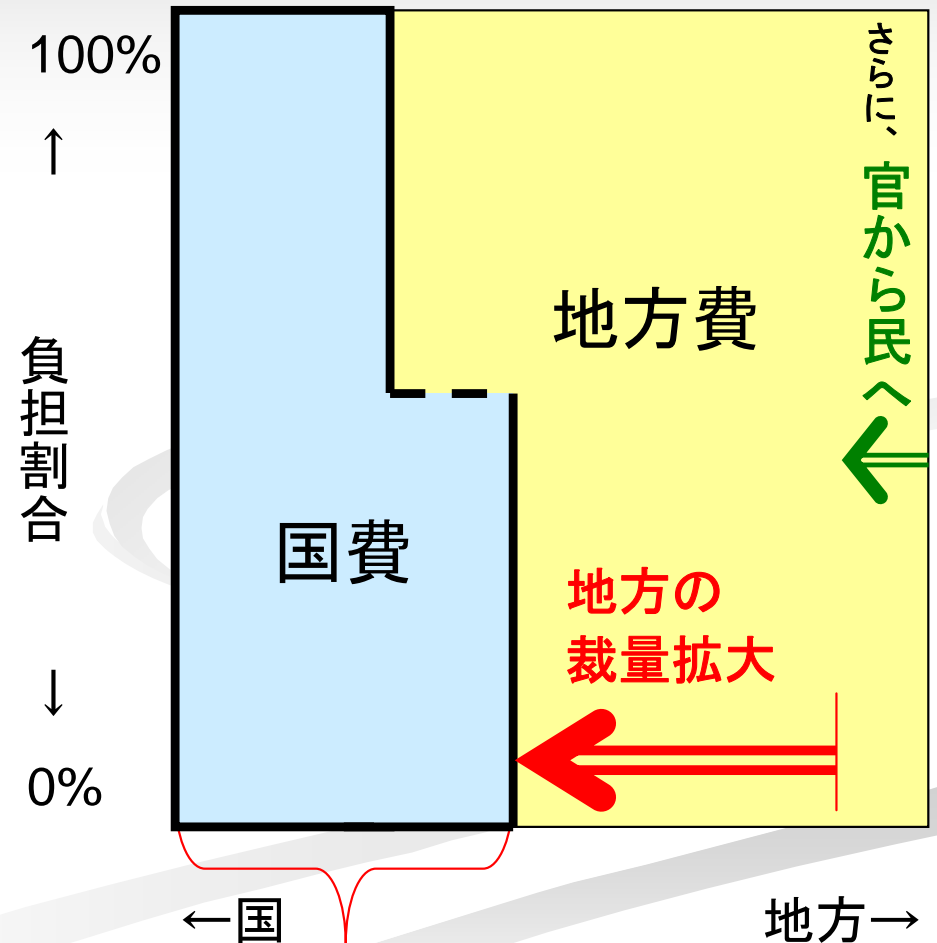 100%
↑
負担割合
↓
0%
国費
地方費
さらに、官から民へ
地方の
裁量拡大
←国
地方→